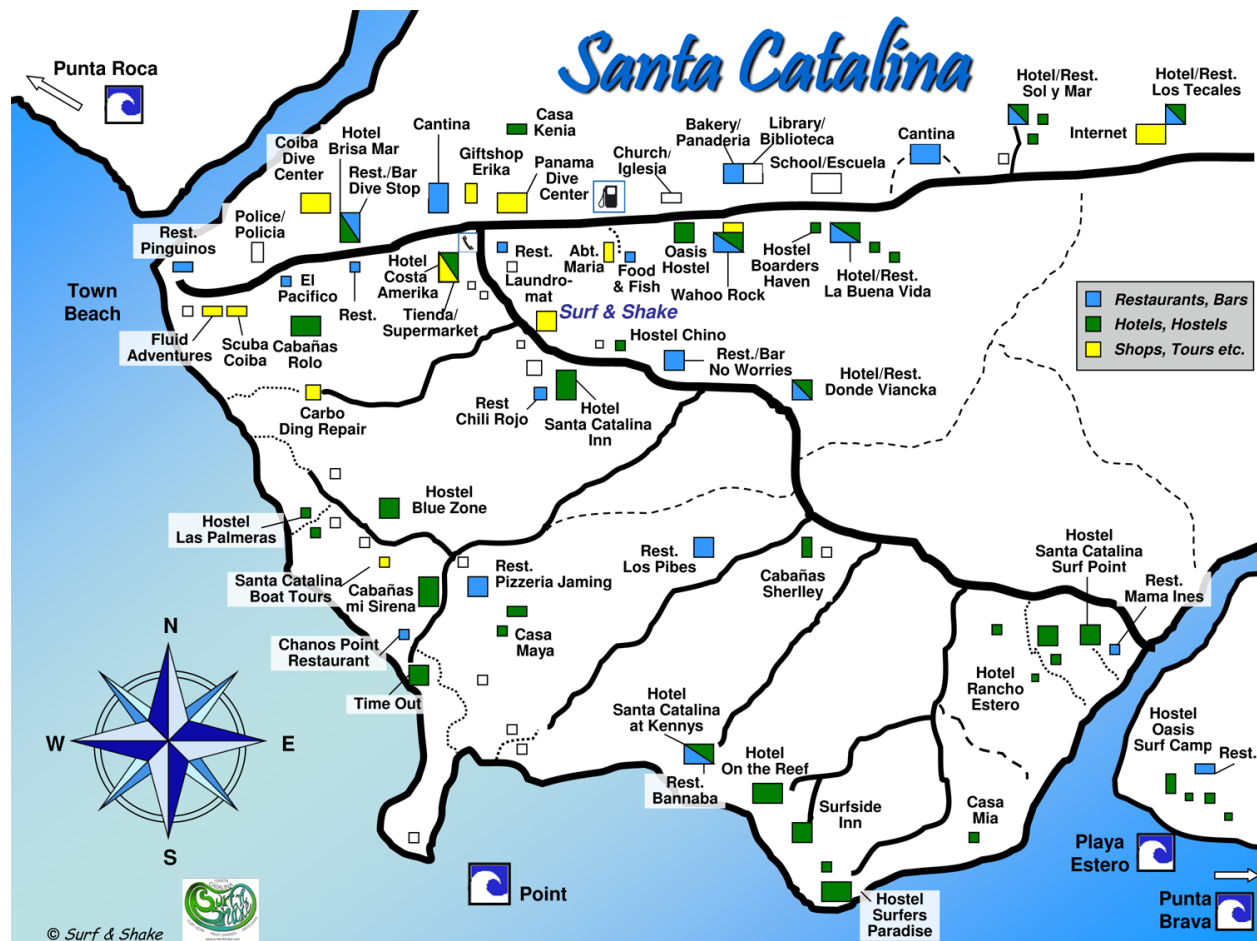 Santa Catalina
Punta Roca
Hotel/Rest.
Sol y Mar
Hotel/Rest.
Los Tecales
Internet
Casa
Kenia
Cantina
Hotel
Brisa Mar
Coiba
Dive
Center
Rest./Bar
Dive Stop
Giftshop
Erika
Panama
Dive
Center
Church/
Iglesia
Bakery/
Panaderia
Library/
Biblioteca
School/Escuela
Cantina
Police/
Policia
Rest.
Pinguinos
Town
Beach
El
Pacifico
Rest.
Hotel
Costa
Amerika
Tienda/
Supermarket
Rest.
Laundro-
mat
Abt.
Maria
Food
& Fish
Oasis
Hostel
Wahoo Rock
Hostel
Boarders
Haven
Hotel/Rest.
La Buena Vida
Restaurants, Bars
Hotels, Hostels
Shops, Tours etc.
Fluid
Adventures
Scuba
Coiba
Cabañas
Rolo
Surf & Shake
Hostel Chino
Rest./Bar
No Worries
Hotel/Rest.
Donde Viancka
Carbo
Ding Repair
Rest
Chili Rojo
Hotel
Santa Catalina
Inn
Hostel
Blue Zone
Hostel
Las Palmeras
Santa Catalina
Boat Tours
Cabañas
mi Sirena
Rest.
Pizzeria Jaming
Rest.
Los Pibes
Cabañas
Sherlley
Hostel
Santa Catalina
Surf Point
Rest.
Mama Ines
Chanos Point
Restaurant
Casa
Maya
Time Out
Hotel
Santa Catalina
at Kennys
Rest.
Bannaba
Hotel
On the Reef
Surfside
Inn
Hotel
Rancho
Estero
Casa
Mia
Hostel
Oasis
Surf Camp
Rest.
Playa
Estero
Punta
Brava
Hostel
Surfers
Paradise
Point
N
W
E
S
© Surf & Shake